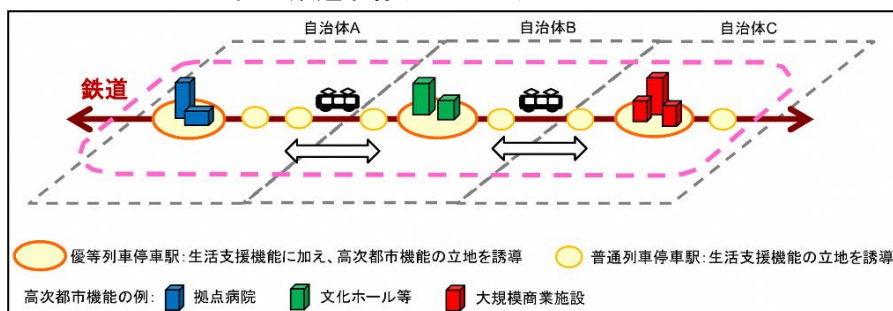 自治体A
自治体B
自治体C
鉄道
優等列車停車駅:生活支援機能に加え、高次都市機能の立地を誘導
普通列車停車駅:生活支援機能の立地を誘導
高次都市機能の例:
拠点病院
文化ホール等
大規模商業施設